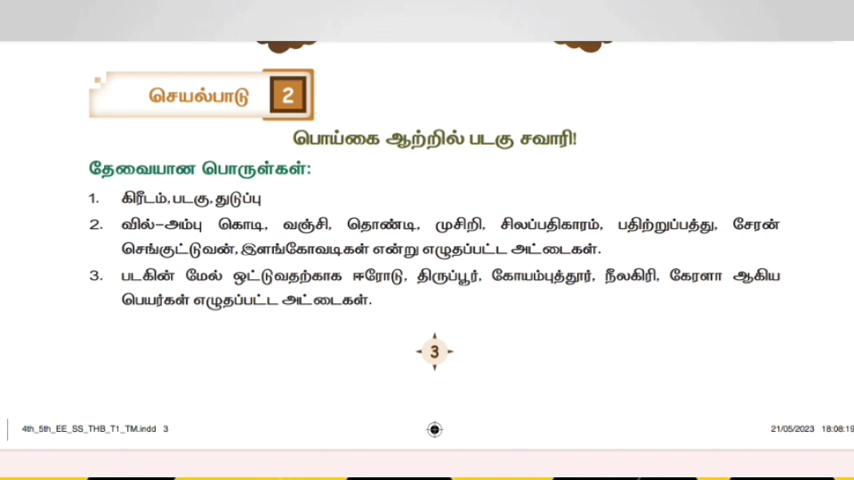 செயல்பாடு 2
பொய்கை ஆற்றில் படகு சவாரி!
தேவையான பொருள்கள்:
1. கிரீடம், படகு, துடுப்பு
2. வில்–அம்பு கொடி, வஞ்சி, தொண்டி, முசிறி, சிலப்பதிகாரம், பதிற்றுப்பத்து, சேரன்
செங்குட்டுவன், இளங்கோவடிகள் என்று எழுதப்பட்ட அட்டைகள்.
3. படகின் மேல் ஒட்டுவதற்காக ஈரோடு, திருப்பூர், கோயம்புத்தூர், நீலகிரி, கேரளா ஆகிய
பெயர்கள் எழுதப்பட்ட அட்டைகள்.
3
4th_5th_EE_SS_THB_T1_TM.indd 3
21/05/2023 18:08:19